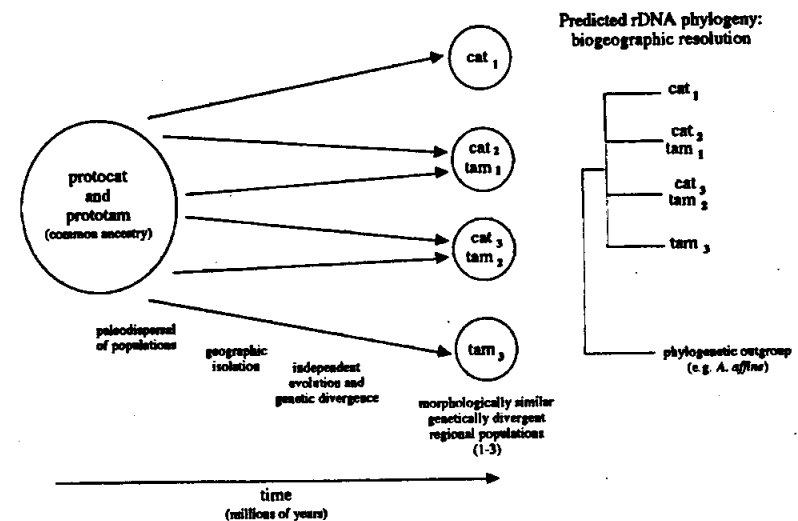 Predicted rDNA phylogeny:
biogeographic resolution
cat 1
cat 2
tam 1
cat 3
tam 2
tam 3
protocat
and
prototam
(common ancestry)
cat 1
cat 2
tam 1
cat 3
tam 2
tam 3
phylogenetic outgroup
(e.g. A. affine)
paleodispersal
of populations
geographic
isolation
independent
evolution and
genetic divergence
morphologically similar
genetically divergent
regional populations
(1-3)
time
(millions of years)